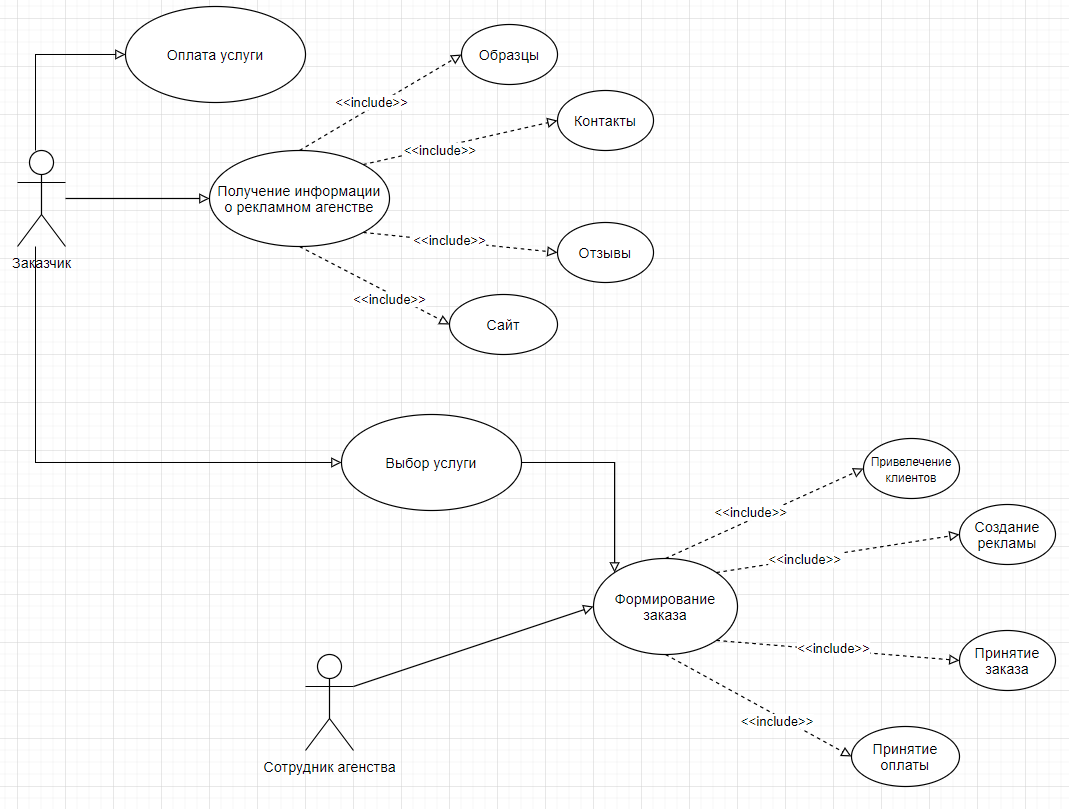 Оплата услуги
Образцы
<<include>>
Контакты
<<include>>
Получение информации
о рекламном агенстве
<<include>>
Отзывы
Заказчик
<<include>>
Сайт
Выбор услуги
Привелечение
клиентов
<<include>>
Создание
рекламы
<<include>>
Формирование
заказа
<<include>>
Принятие
заказа
<<include>>
Принятие
оплаты
Сотрудник агенства